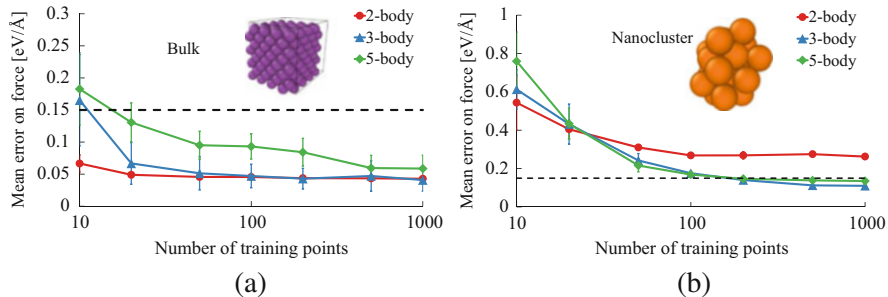 Mean error on force [eV/Å]
0.3
0.25
0.2
0.15
0.1
0.05
0
10
100
1000
Number of training points
Bulk
2-body
3-body
5-body
(a)
Mean error on force [eV/Å]
1
0.8
0.6
0.4
0.2
0
10
100
1000
Number of training points
Nanocluster
2-body
3-body
5-body
(b)